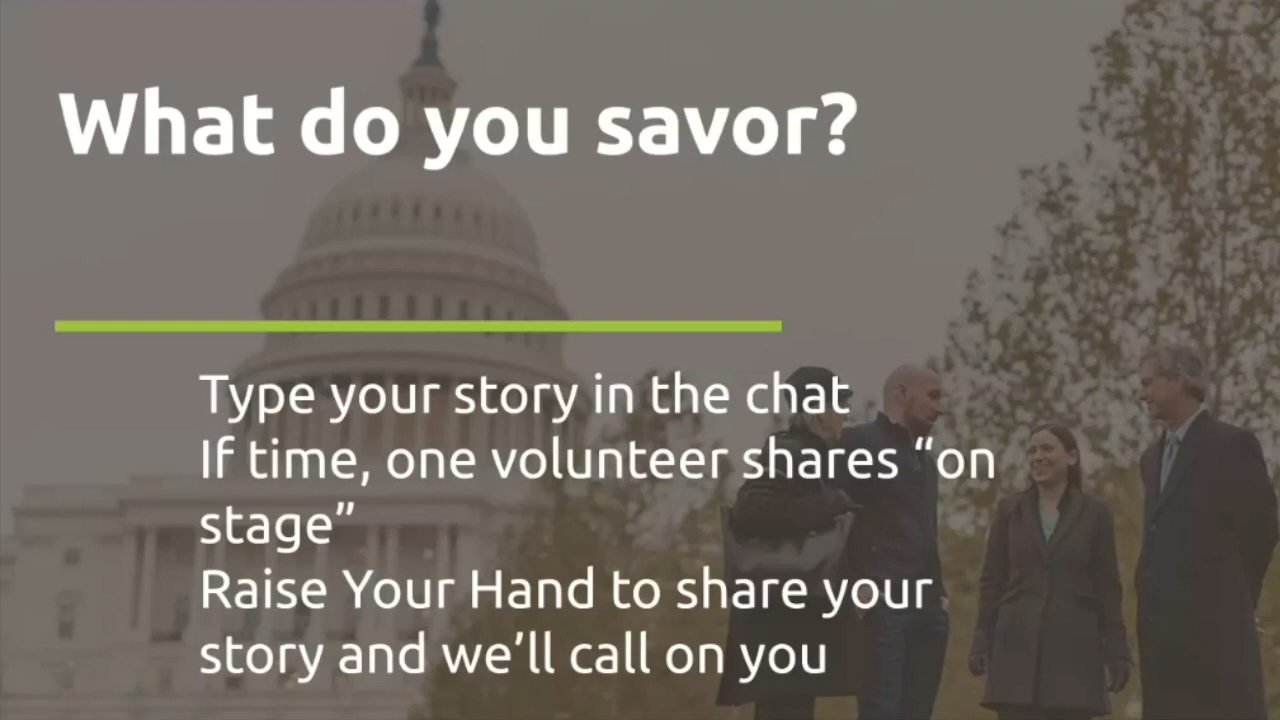 What do you savor?
Type your story in the chat
If time, one volunteer shares “on
stage”
Raise Your Hand to share your
story and we’ll call on you